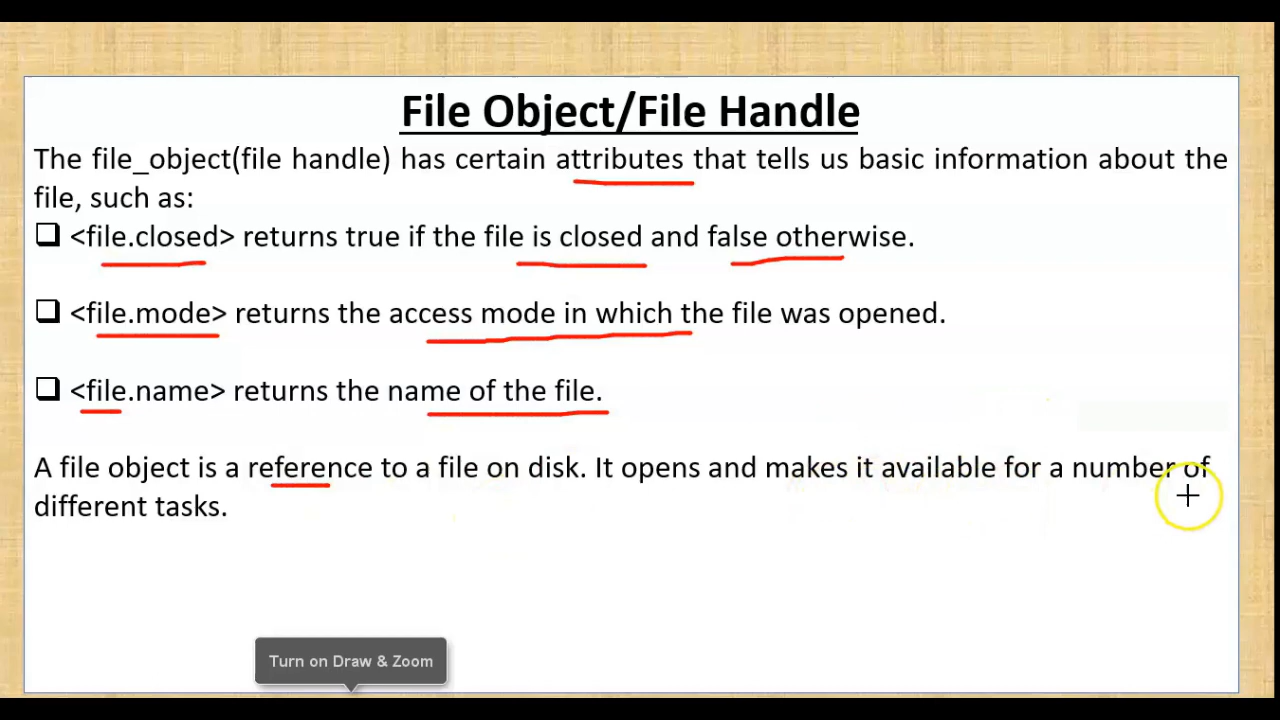 File Object/File Handle
The file_object(file handle) has certain attributes that tells us basic information about the
file, such as:
<file.closed> returns true if the file is closed and false otherwise.
<file.mode> returns the access mode in which the file was opened.
<file.name> returns the name of the file.
A file object is a reference to a file on disk. It opens and makes it available for a number of
different tasks.
Turn on Draw & Zoom